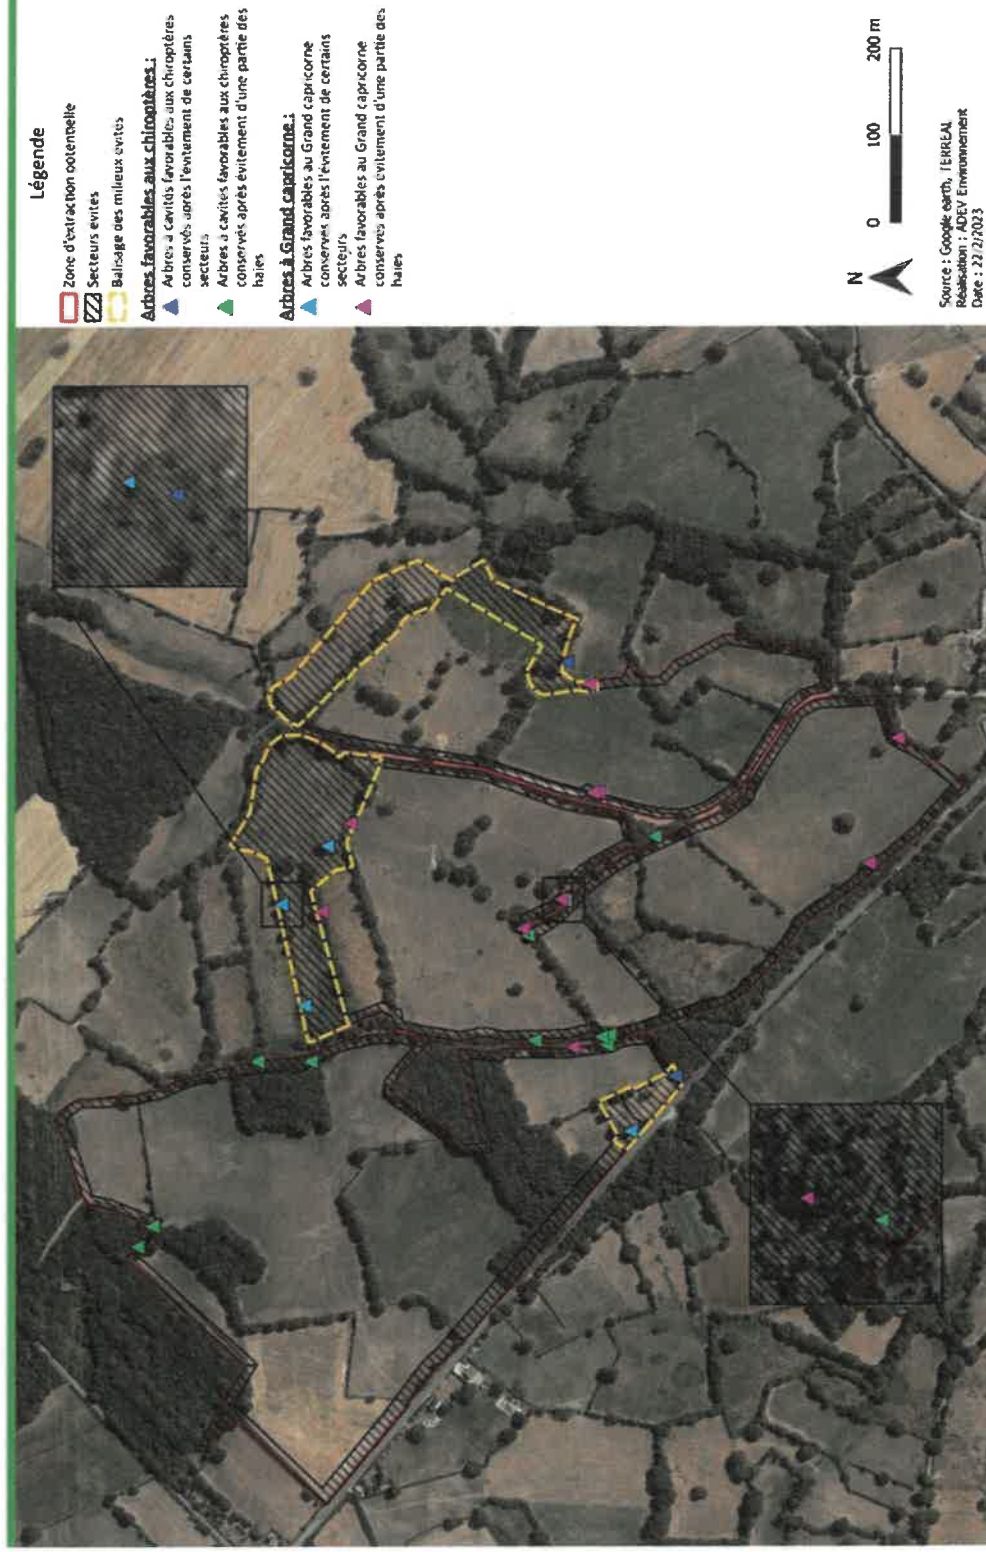 Légende
Zone d'extraction potentielle
Secteurs évités
Balisage des milieux évités
Arbres favorables aux chiroptères :
Arbres à cavités favorables aux chiroptères
conservés après l'évitement de certains
secteurs
Arbres à cavités favorables aux chiroptères
conservés après évitement d'une partie des
haies
Arbres à Grand capricorne :
Arbres favorables au Grand capricorne
conservés après l'évitement de certains
secteurs
Arbres favorables au Grand capricorne
conservés après évitement d'une partie des
haies
N
0 100 200 m
Source : Google earth, TERREAL
Réalisation : ADEV Environnement
Date : 22/2/2023